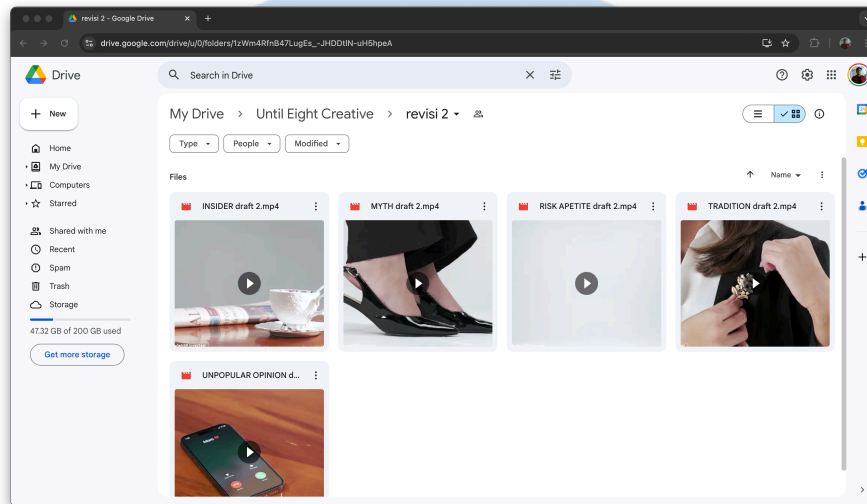 revisi 2 - Google Drive
drive.google.com/drive/u/0/folders/1zWm4RfnB47LugEs_-JHDDtlN-uH5hpeA
Drive
Search in Drive
New
My Drive > Until Eight Creative > revisi 2
Type
People
Modified
Home
My Drive
Computers
Starred
Shared with me
Recent
Spam
Trash
Storage
47.32 GB of 200 GB used
Get more storage
Files
Name
INSIDER draft 2.mp4
MYTH draft 2.mp4
RISK APETITE draft 2.mp4
TRADITION draft 2.mp4
UNPOPULAR OPINION d...
Mom